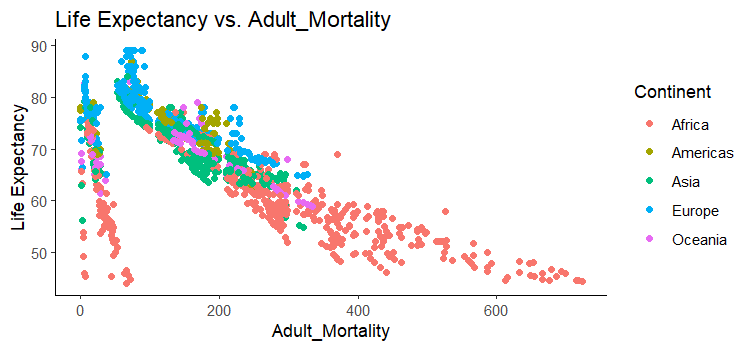 Life Expectancy vs. Adult_Mortality
90
80
70
60
50
Life Expectancy
0 200 400 600
Adult_Mortality
Continent
Africa
Americas
Asia
Europe
Oceania